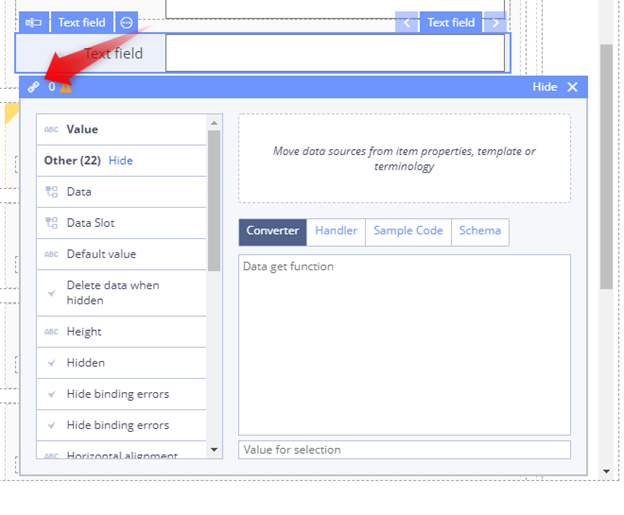 Text field
Text field
Text field
0
Hide
ABC Value
Other (22) Hide
Data
Data Slot
ABC Default value
Delete data when
hidden
ABC Height
Hidden
Hide binding errors
Hide binding errors
ABC Horizontal alignment
Move data sources from item properties, template or
terminology
Converter Handler Sample Code Schema
Data get function
Value for selection